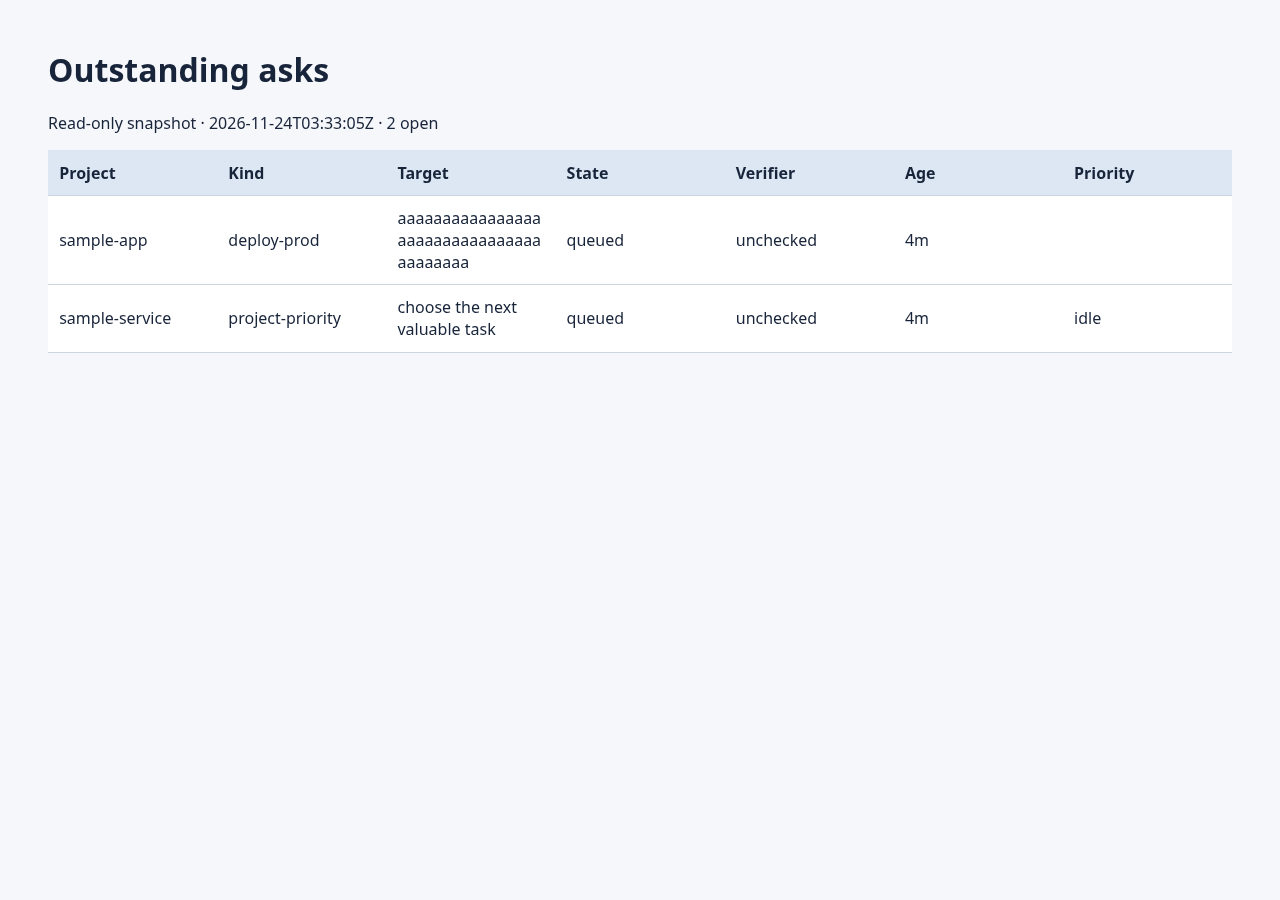 Outstanding asks
Read-only snapshot · 2026-11-24T03:33:05Z · 2 open
Project Kind Target State Verifier Age Priority
sample-app deploy-prod aaaaaaaaaaaaaaaa queued unchecked 4m
aaaaaaaaaaaaaaaa
aaaaaaaa
sample-service project-priority choose the next queued unchecked 4m idle
valuable task